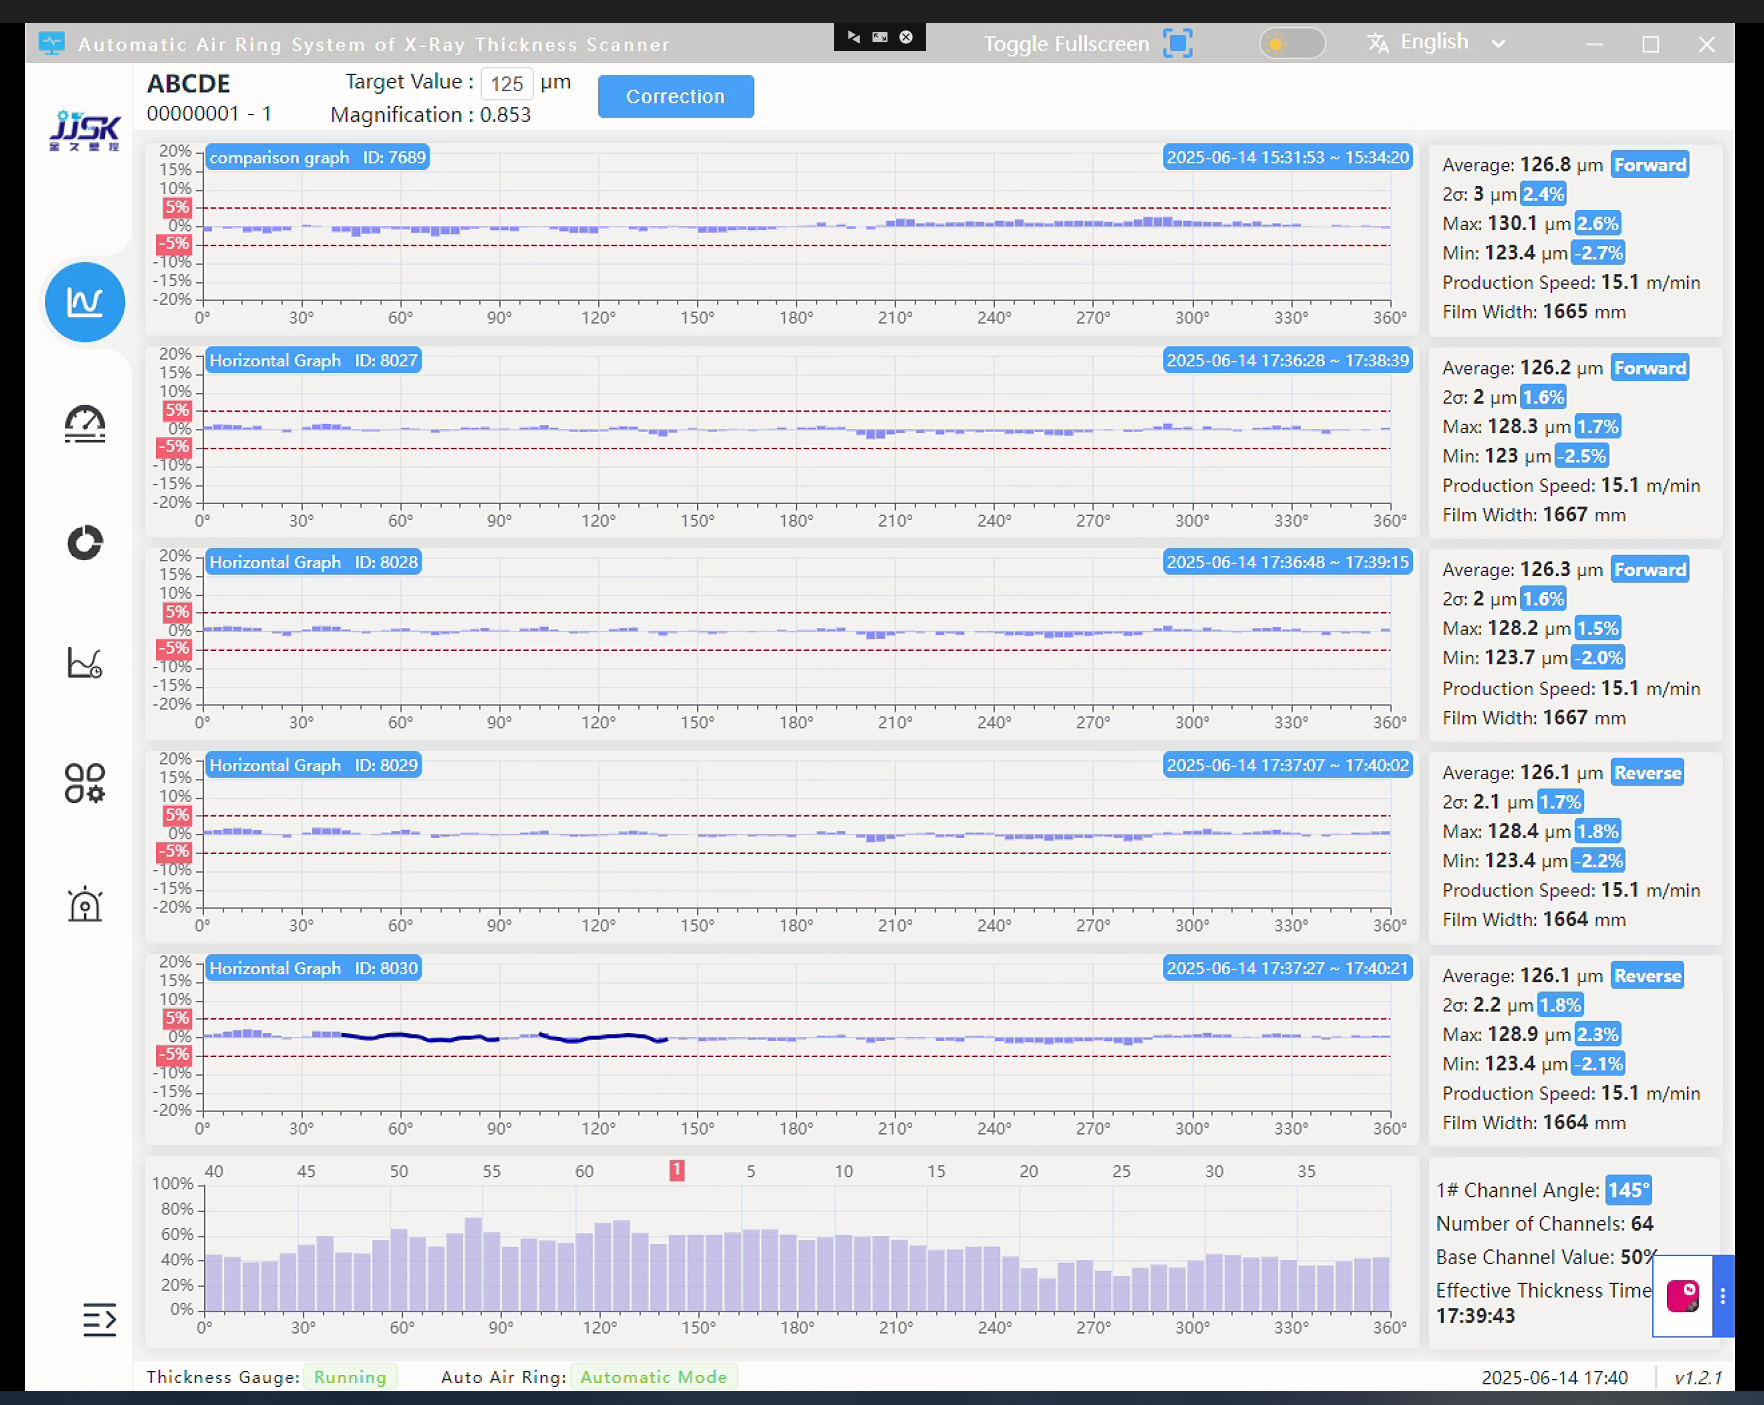 Automatic Air Ring System of X-Ray Thickness Scanner
Toggle Fullscreen
English
JJSK
金久塑控
ABCDE
00000001 - 1
Target Value : 125 μm
Magnification : 0.853
Correction
comparison graph ID: 7689
2025-06-14 15:31:53 ~ 15:34:20
20%
15%
10%
5%
0%
-5%
-10%
-15%
-20%
0° 30° 60° 90° 120° 150° 180° 210° 240° 270° 300° 330° 360°
Average: 126.8 μm Forward
2σ: 3 μm 2.4%
Max: 130.1 μm 2.6%
Min: 123.4 μm -2.7%
Production Speed: 15.1 m/min
Film Width: 1665 mm
Horizontal Graph ID: 8027
2025-06-14 17:36:28 ~ 17:38:39
20%
15%
10%
5%
0%
-5%
-10%
-15%
-20%
0° 30° 60° 90° 120° 150° 180° 210° 240° 270° 300° 330° 360°
Average: 126.2 μm Forward
2σ: 2 μm 1.6%
Max: 128.3 μm 1.7%
Min: 123 μm -2.5%
Production Speed: 15.1 m/min
Film Width: 1667 mm
Horizontal Graph ID: 8028
2025-06-14 17:36:48 ~ 17:39:15
20%
15%
10%
5%
0%
-5%
-10%
-15%
-20%
0° 30° 60° 90° 120° 150° 180° 210° 240° 270° 300° 330° 360°
Average: 126.3 μm Forward
2σ: 2 μm 1.6%
Max: 128.2 μm 1.5%
Min: 123.7 μm -2.0%
Production Speed: 15.1 m/min
Film Width: 1667 mm
Horizontal Graph ID: 8029
2025-06-14 17:37:07 ~ 17:40:02
20%
15%
10%
5%
0%
-5%
-10%
-15%
-20%
0° 30° 60° 90° 120° 150° 180° 210° 240° 270° 300° 330° 360°
Average: 126.1 μm Reverse
2σ: 2.1 μm 1.7%
Max: 128.4 μm 1.8%
Min: 123.4 μm -2.2%
Production Speed: 15.1 m/min
Film Width: 1664 mm
Horizontal Graph ID: 8030
2025-06-14 17:37:27 ~ 17:40:21
20%
15%
10%
5%
0%
-5%
-10%
-15%
-20%
0° 30° 60° 90° 120° 150° 180° 210° 240° 270° 300° 330° 360°
Average: 126.1 μm Reverse
2σ: 2.2 μm 1.8%
Max: 128.9 μm 2.3%
Min: 123.4 μm -2.1%
Production Speed: 15.1 m/min
Film Width: 1664 mm
40 45 50 55 60 1 5 10 15 20 25 30 35
100%
80%
60%
40%
20%
0%
0° 30° 60° 90° 120° 150° 180° 210° 240° 270° 300° 330° 360°
1# Channel Angle: 145°
Number of Channels: 64
Base Channel Value: 50%
Effective Thickness Time
17:39:43
Thickness Gauge: Running
Auto Air Ring: Automatic Mode
2025-06-14 17:40
v1.2.1